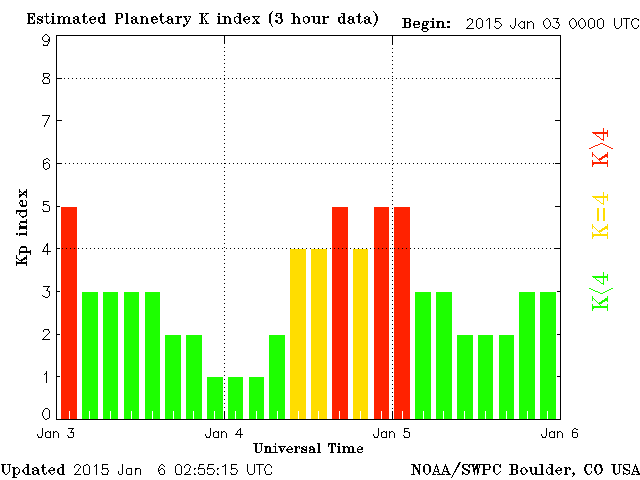 Estimated Planetary K index (3 hour data) Begin: 2015 Jan 03 0000 UTC
9
8
7
6
5
4
3
2
1
0
Kp index
K>4
K=4
K<4
Jan 3 Jan 4 Jan 5 Jan 6
Universal Time
Updated 2015 Jan 6 02:55:15 UTC NOAA/SWPC Boulder, CO USA